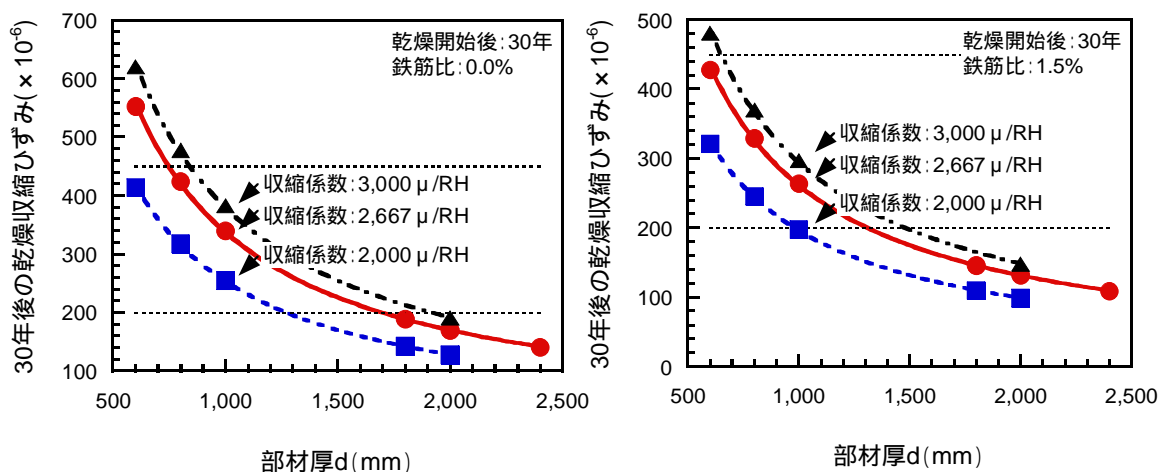 700
600
500
400
300
200
100
500
1,000
1,500
2,000
2,500
30年後の乾燥収縮ひずみ(×10-6)
部材厚d(mm)
乾燥開始後:30年
鉄筋比:0.0%
収縮係数:3,000μ/RH
収縮係数:2,667μ/RH
収縮係数:2,000μ/RH
500
400
300
200
100
0
500
1,000
1,500
2,000
2,500
30年後の乾燥収縮ひずみ(×10-6)
部材厚d(mm)
乾燥開始後:30年
鉄筋比:1.5%
収縮係数:3,000μ/RH
収縮係数:2,667μ/RH
収縮係数:2,000μ/RH